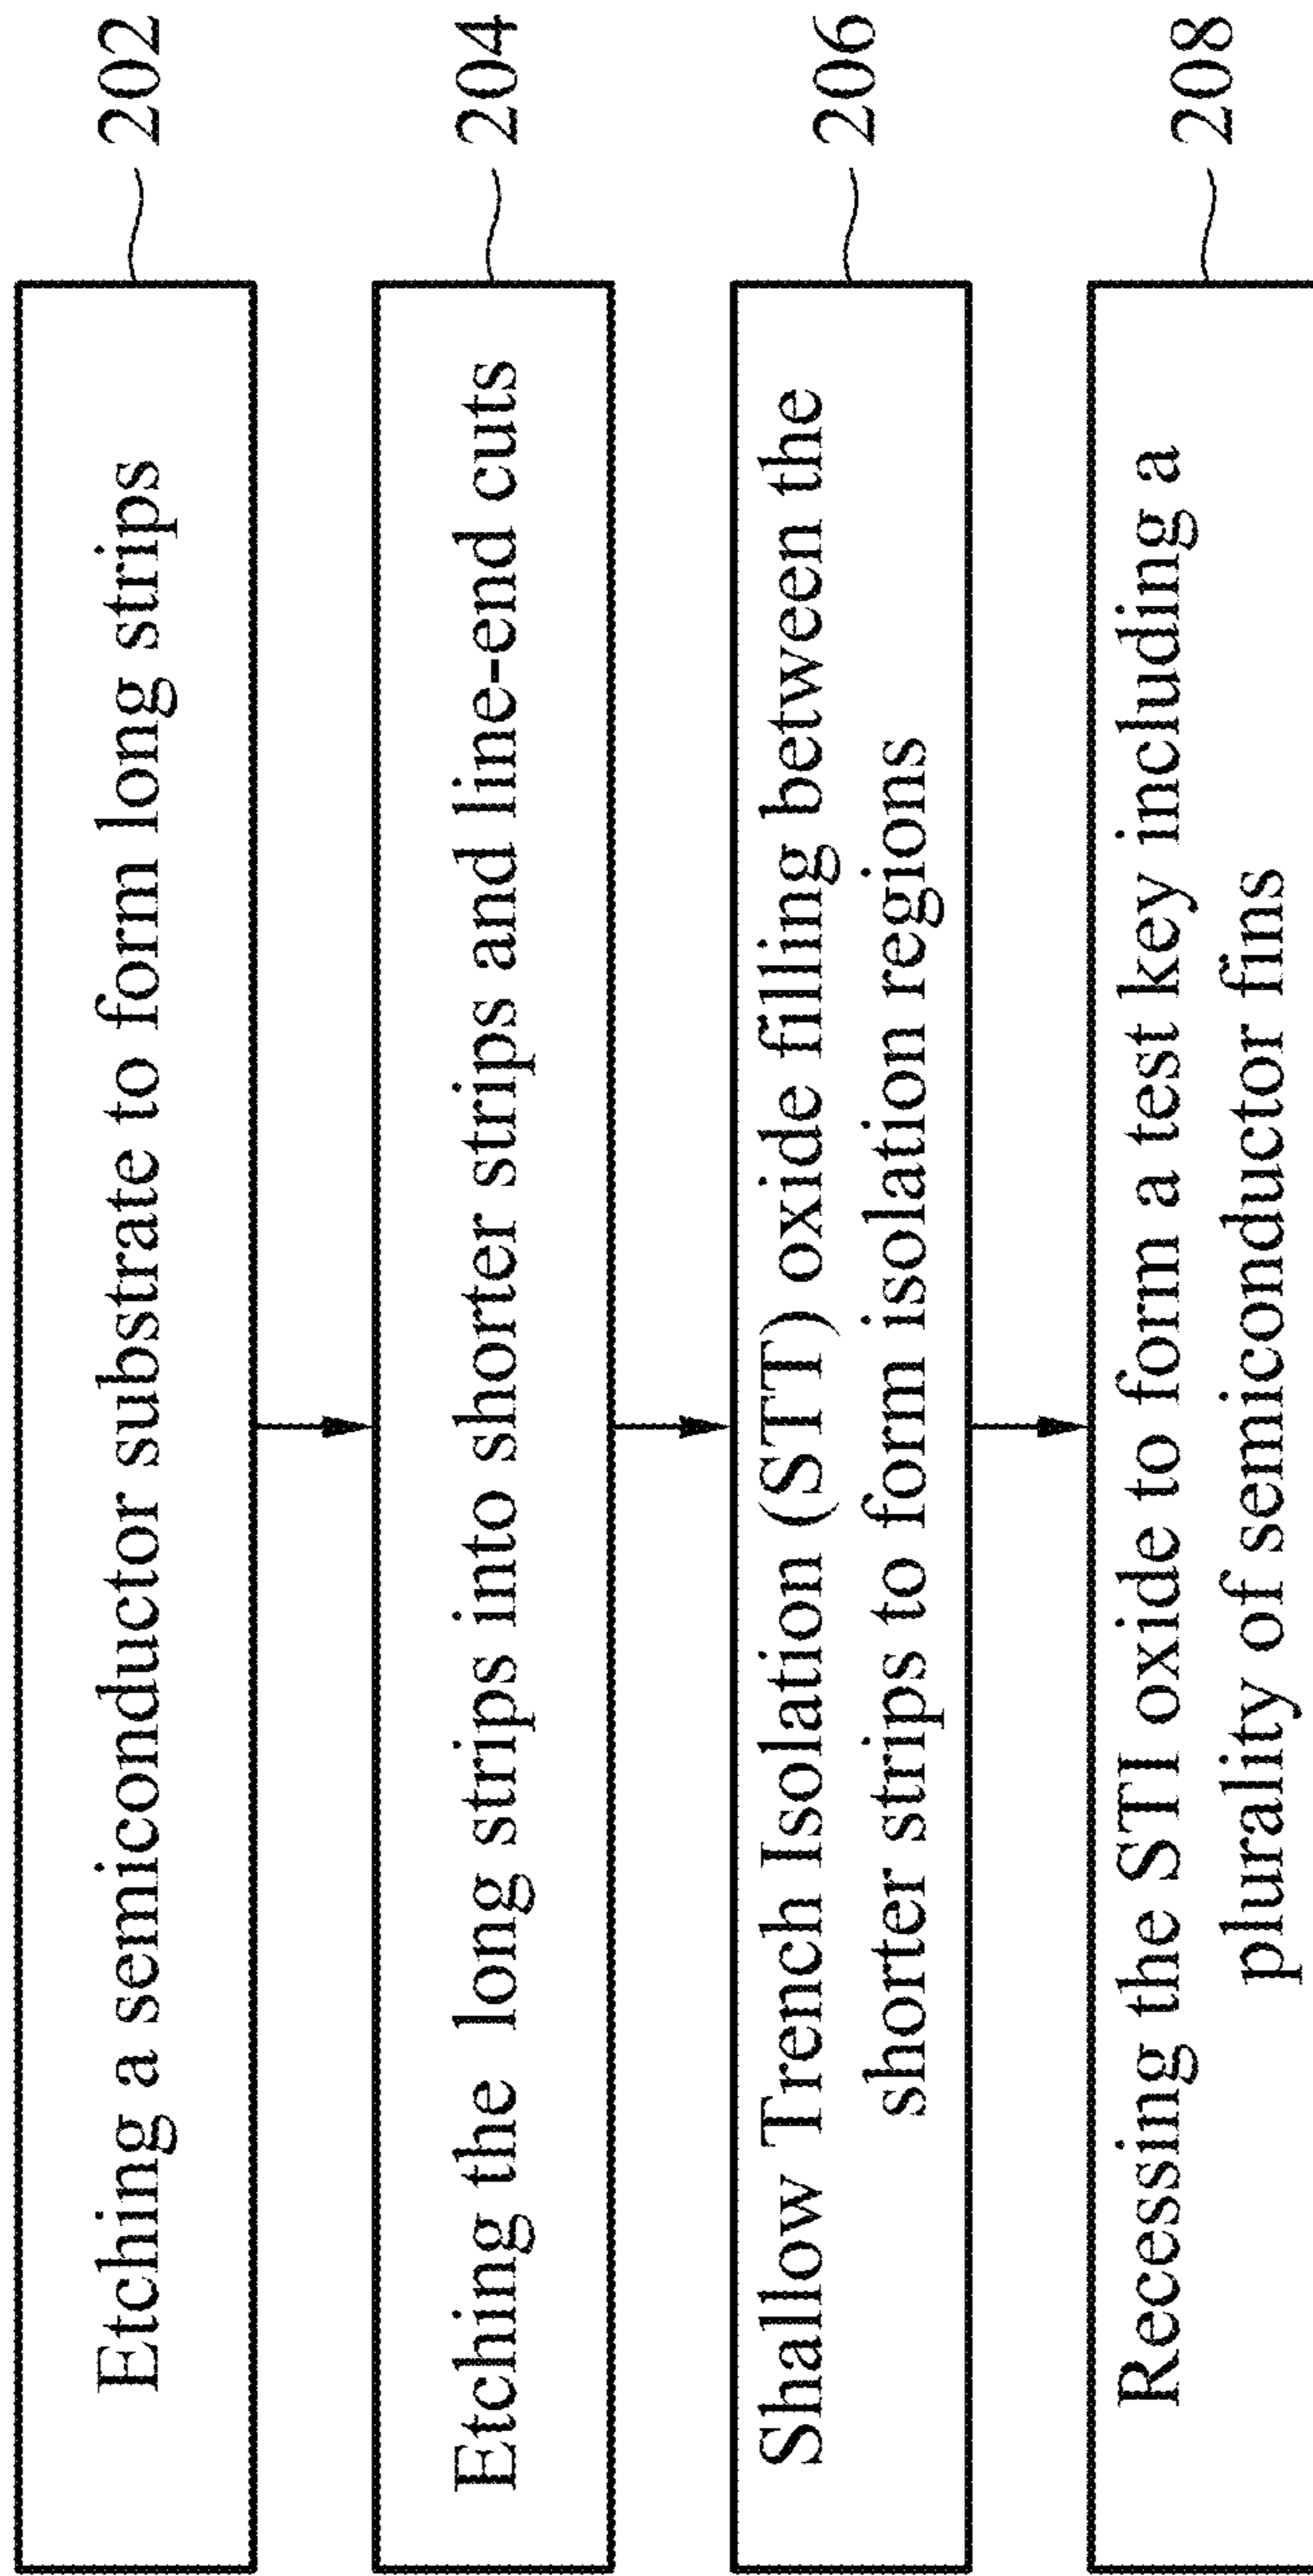 Etching a semiconductor substrate to form long strips
202
Etching the long strips into shorter strips and line-end cuts
204
Shallow Trench Isolation (STT) oxide filling between the
shorter strips to form isolation regions
206
Recessing the STI oxide to form a test key including a
plurality of semiconductor fins
208